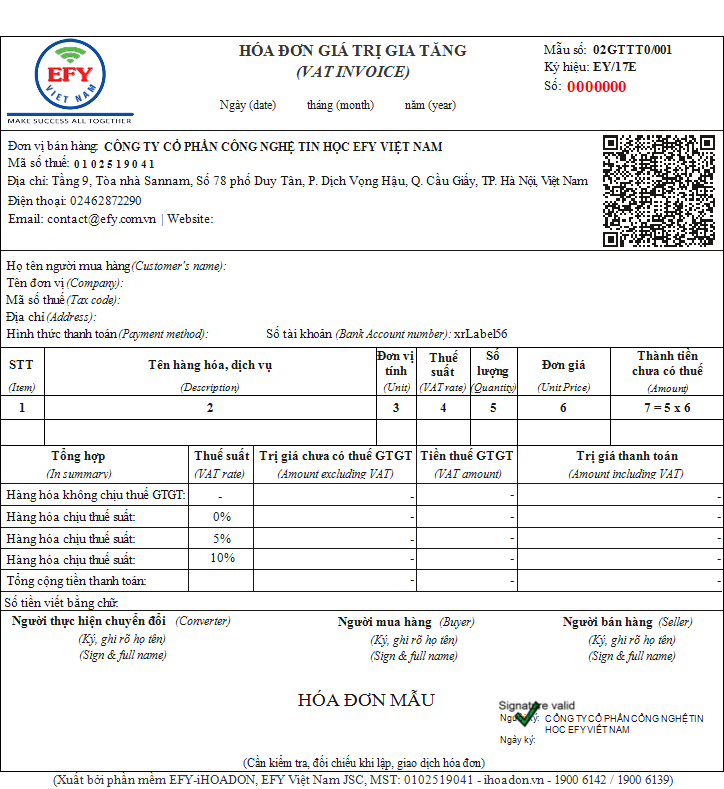 EFY
VIỆT NAM
MAKE SUCCESS ALL TOGETHER
HÓA ĐƠN GIÁ TRỊ GIA TĂNG
(VAT INVOICE)
Ngày (date) tháng (month) năm (year)
Mẫu số: 02GTTT0/001
Ký hiệu: EY/17E
Số: 0000000
Đơn vị bán hàng: CÔNG TY CỔ PHẦN CÔNG NGHỆ TIN HỌC EFY VIỆT NAM
Mã số thuế: 0102519041
Địa chỉ: Tầng 9, Tòa nhà Sannam, Số 78 phố Duy Tân, P. Dịch Vọng Hậu, Q. Cầu Giấy, TP. Hà Nội, Việt Nam
Điện thoại: 02462872290
Email: contact@efy.com.vn | Website:
Họ tên người mua hàng (Customer's name):
Tên đơn vị (Company):
Mã số thuế (Tax code):
Địa chỉ (Address):
Hình thức thanh toán (Payment method): Số tài khoản (Bank Account number): xrLabel56
STT Tên hàng hóa, dịch vụ Đơn vị tính Thuế suất Số lượng Đơn giá Thành tiền chưa có thuế
(Item) (Description) (Unit) (VAT rate) (Quantity) (Unit Price) (Amount)
1 2 3 4 5 6 7 = 5 x 6
Tổng hợp Thuế suất Trị giá chưa có thuế GTGT Tiền thuế GTGT Trị giá thanh toán
(In summary) (VAT rate) (Amount excluding VAT) (VAT amount) (Amount including VAT)
Hàng hóa không chịu thuế GTGT: - - - -
Hàng hóa chịu thuế suất: 0% - - -
Hàng hóa chịu thuế suất: 5% - - -
Hàng hóa chịu thuế suất: 10% - - -
Tổng cộng tiền thanh toán: - - -
Số tiền viết bằng chữ:
Người thực hiện chuyển đổi (Converter) Người mua hàng (Buyer) Người bán hàng (Seller)
(Ký, ghi rõ họ tên) (Ký, ghi rõ họ tên) (Ký, ghi rõ họ tên)
(Sign & full name) (Sign & full name) (Sign & full name)
HÓA ĐƠN MẪU
Signature valid
Người ký: CÔNG TY CỔ PHẦN CÔNG NGHỆ TIN
HỌC EFY VIỆT NAM
Ngày ký:
(Cần kiểm tra, đối chiếu khi lập, giao dịch hóa đơn)
(Xuất bởi phần mềm EFY-iHOADON, EFY Việt Nam JSC, MST: 0102519041 - ihoadon.vn - 1900 6142 / 1900 6139)